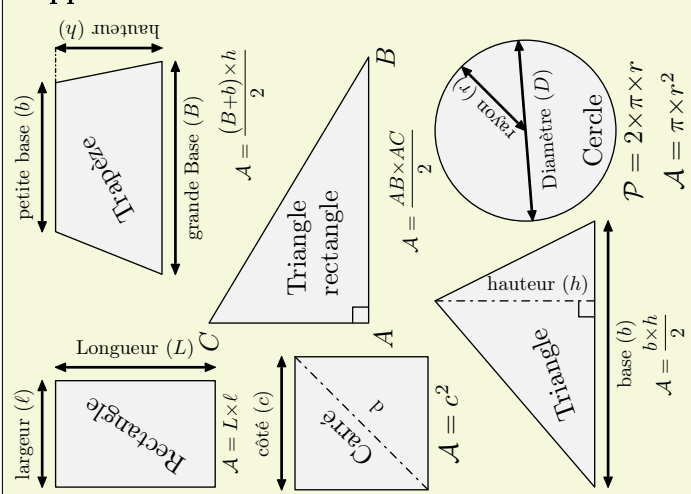 largeur (ℓ)
Longueur (L)
Rectangle
A = L×ℓ
petite base (b)
hauteur (h)
Trapèze
grande Base (B)
A = (B+b)×h / 2
côté (c)
Carré
d
A = c²
C
A
B
Triangle
rectangle
A = AB×AC / 2
Triangle
hauteur (h)
base (b)
A = b×h / 2
rayon (r)
Diamètre (D)
Cercle
P = 2×π×r
A = π×r²